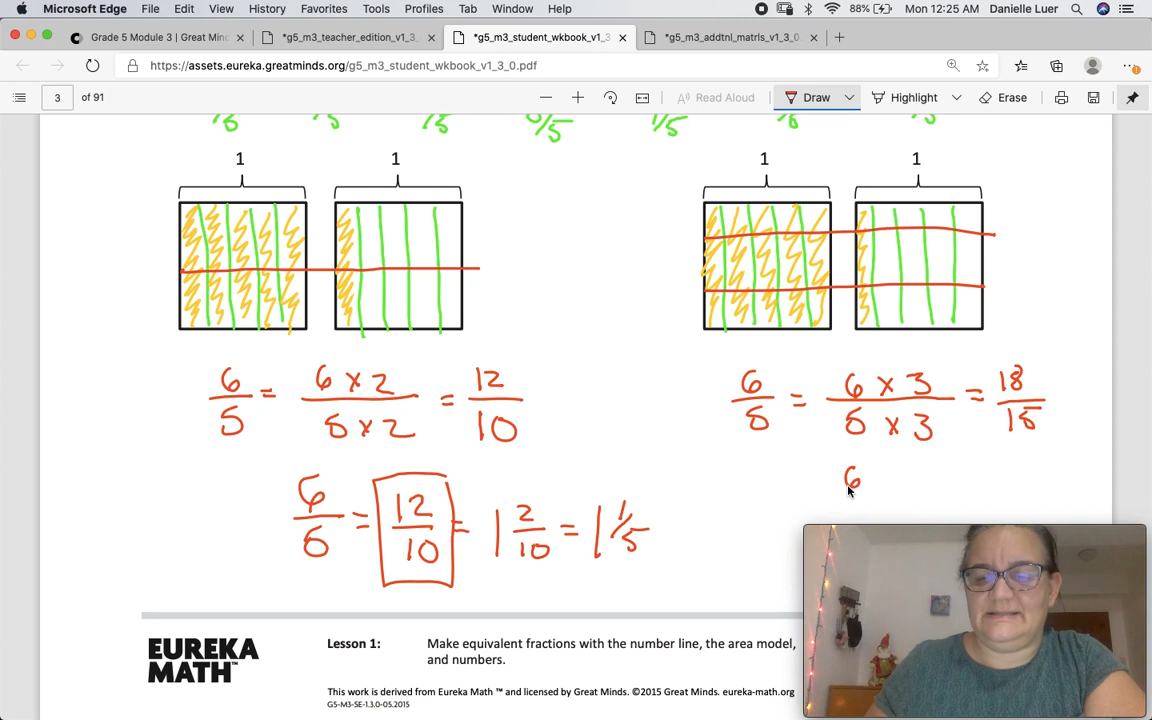 Microsoft Edge File Edit View History Favorites Tools Profiles Tab Window Help 88% Mon 12:25 AM Danielle Luer
Grade 5 Module 3 | Great Min *g5_m3_teacher_edition_v1_3_ *g5_m3_student_wkbook_v1_3 *g5_m3_addtnl_matrls_v1_3_0
https://assets.eureka.greatminds.org/g5_m3_student_wkbook_v1_3_0.pdf
3 of 91 Read Aloud Draw Highlight Erase
1 1 1 1
6/5 = 6 x 2/5 x 2 = 12/10
6/5 = 6 x 3/5 x 3 = 18/15
6
6/5 = 12/10 = 1 2/10 = 1 1/5
EUREKA MATH™
Lesson 1: Make equivalent fractions with the number line, the area model,
and numbers.
This work is derived from Eureka Math ™ and licensed by Great Minds. ©2015 Great Minds. eureka-math.org
G5-M3-SE-1.3.0-05.2015